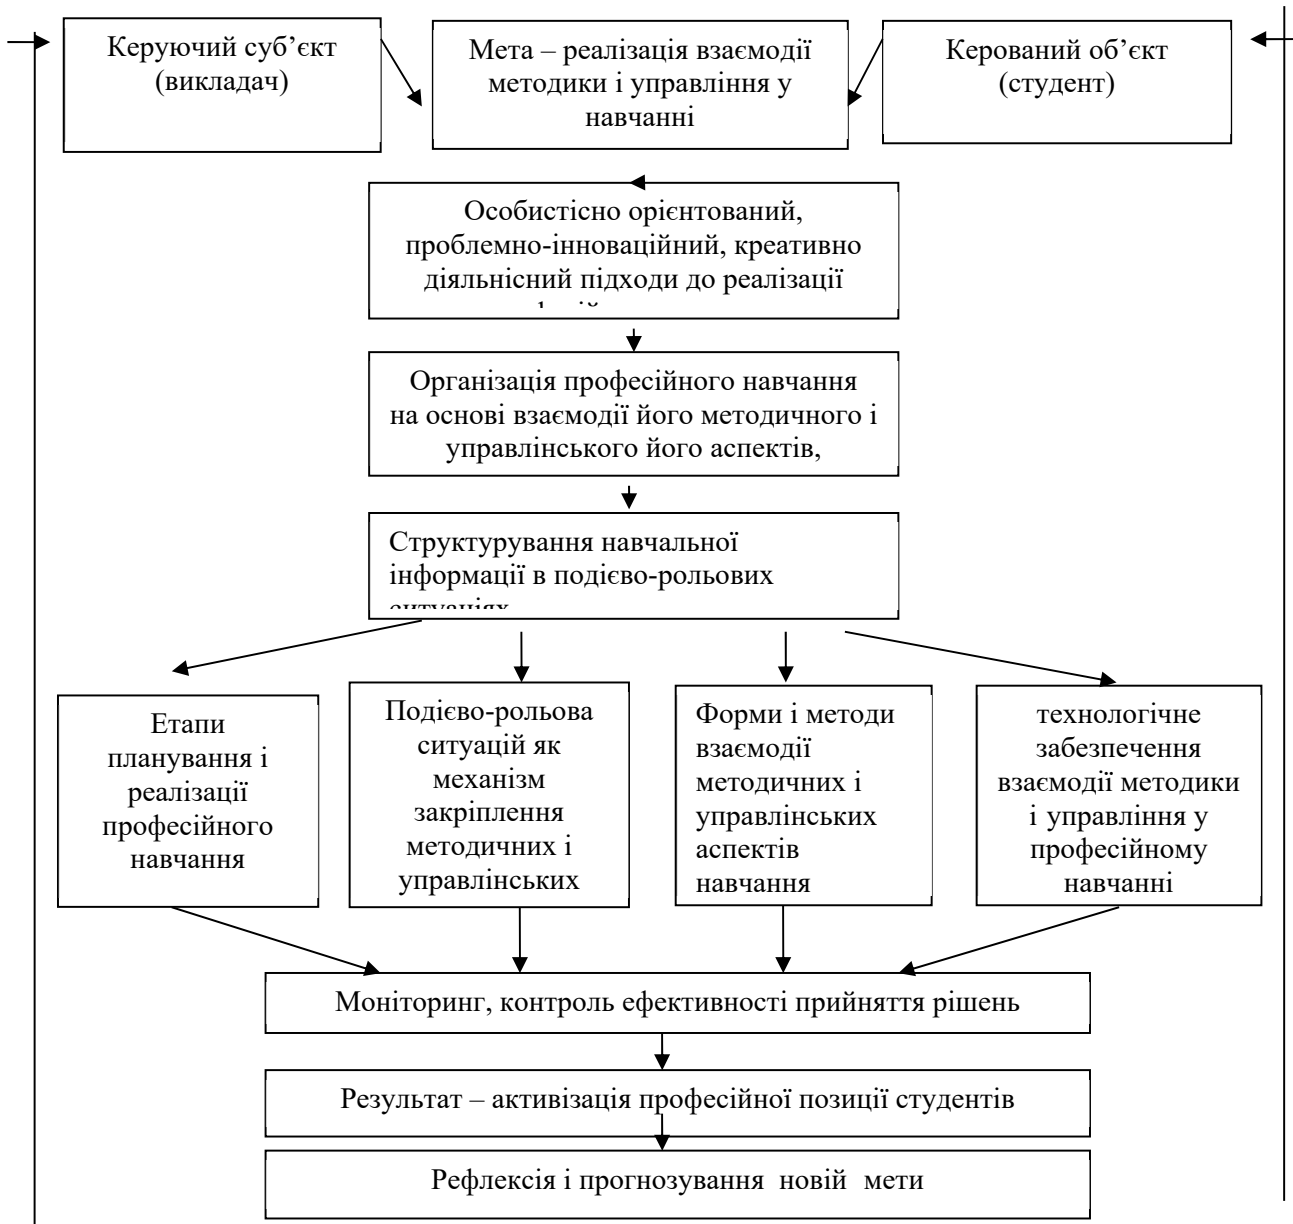 Керуючий суб’єкт
(викладач)
Мета – реалізація взаємодії
методики і управління у
навчанні
Керований об’єкт
(студент)
Особистісно орієнтований,
проблемно-інноваційний, креативно
діяльнісний підходи до реалізації
Організація професійного навчання
на основі взаємодії його методичного і
управлінського його аспектів,
Структурування навчальної
інформації в подієво-рольових
ситуаціях
Етапи
планування і
реалізації
професійного
навчання
Подієво-рольова
ситуацій як
механізм
закріплення
методичних і
управлінських
Форми і методи
взаємодії
методичних і
управлінських
аспектів
навчання
технологічне
забезпечення
взаємодії методики
і управління у
професійному
навчанні
Моніторинг, контроль ефективності прийняття рішень
Результат – активізація професійної позиції студентів
Рефлексія і прогнозування новій мети